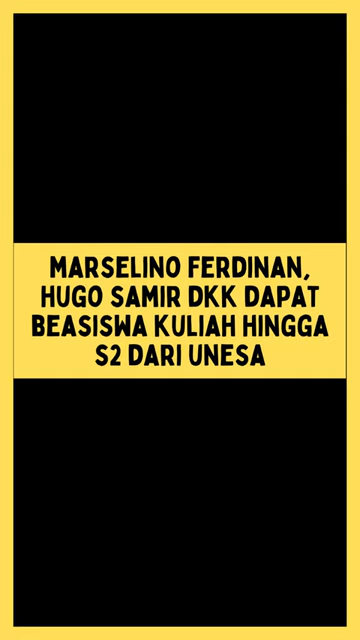 MARSELINO FERDINAN,
HUGO SAMIR DKK DAPAT
BEASISWA KULIAH HINGGA
S2 DARI UNESA